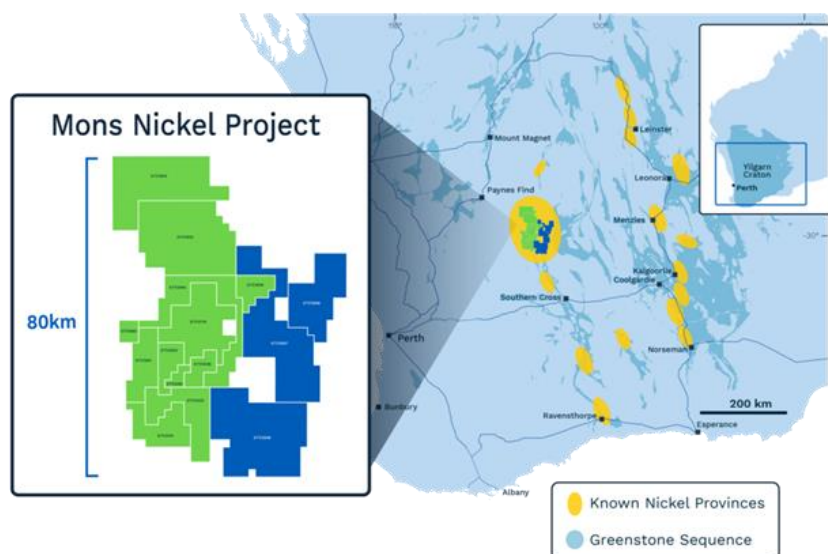 Mons Nickel Project
80km
Mount Magnet
Paynes Find
Leinster
Leonora
Menzies
Kalgoorlie
Coolgardie
Southern Cross
Perth
Norseman
Bunbury
Ravensthorpe
Esperance
Albany
200 km
-30°
Yilgarn
Craton
Perth
Known Nickel Provinces
Greenstone Sequence